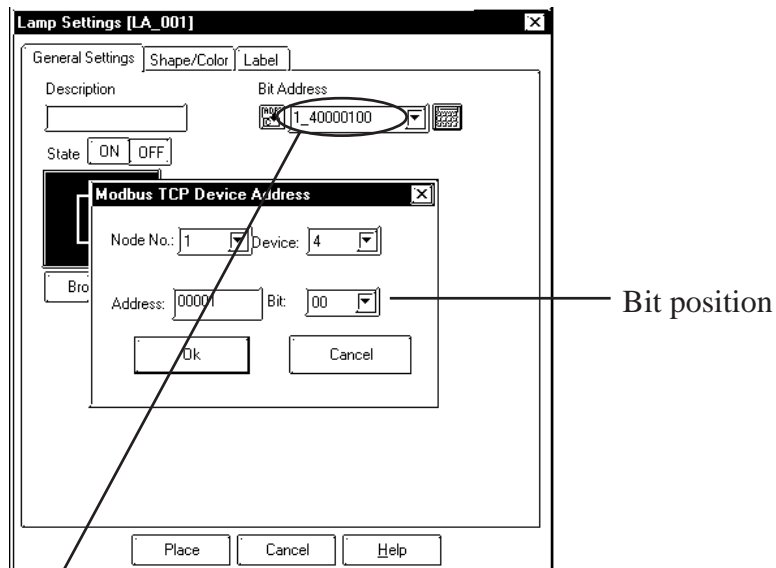 Lamp Settings [LA_001]
General Settings Shape/Color Label
Description Bit Address
1_40000100
State ON OFF
Modbus TCP Device Address
Node No.: 1 Device: 4
Bro
Address: 00001 Bit: 00
Bit position
Ok Cancel
Place Cancel Help